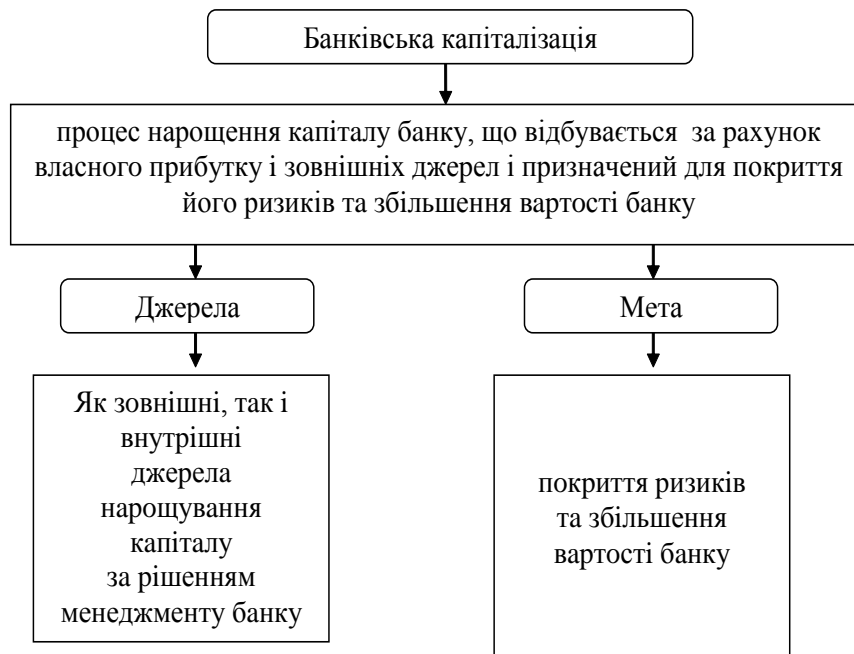 Банківська капіталізація
процес нарощення капіталу банку, що відбувається за рахунок
власного прибутку і зовнішніх джерел і призначений для покриття
його ризиків та збільшення вартості банку
Джерела
Мета
Як зовнішні, так і
внутрішні
джерела
нарощування
капіталу
за рішенням
менеджменту банку
покриття ризиків
та збільшення
вартості банку